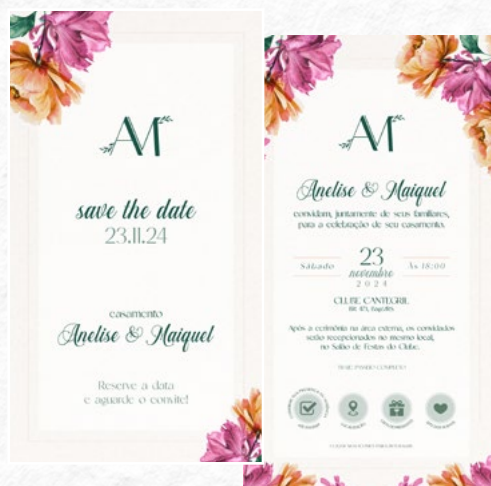 AM
save the date
23.11.24
casamento
Anelise & Maiquel
Reserve a data
e aguarde o convite!
AM
Anelise & Maiquel
convidam, juntamente de seus familiares,
para a celebração de seu casamento.
Sábado
23
novembro
2024
Às 18:00
CLUBE CANTEGRIL
Após a cerimônia na área externa, os convidados
serão recepcionados no mesmo local,
no Salão de Festas do Clube.